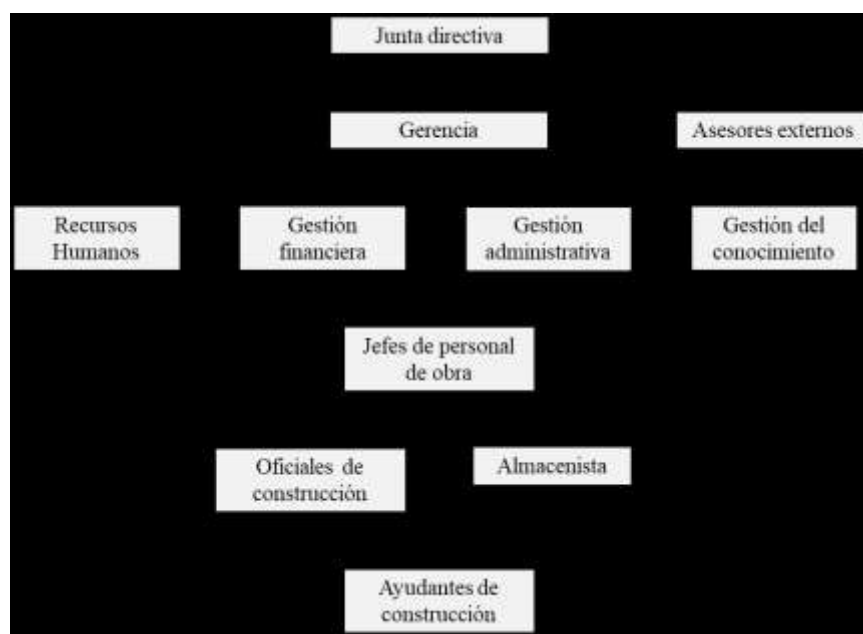 Junta directiva
Gerencia
Asesores externos
Recursos
Humanos
Gestión
financiera
Gestión
administrativa
Gestión del
conocimiento
Jefes de personal
de obra
Oficiales de
construcción
Almacenista
Ayudantes de
construcción